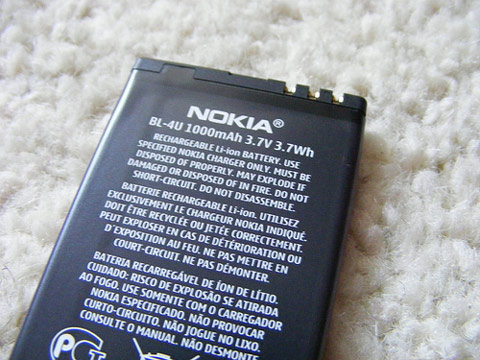 NOKIA®
BL-4U 1000mAh 3.7V 3.7Wh
RECHARGEABLE Li-ion BATTERY. USE
SPECIFIED NOKIA CHARGER ONLY. MUST BE
DISPOSED OF PROPERLY. MAY EXPLODE IF
DAMAGED OR DISPOSED OF IN FIRE. DO NOT
SHORT-CIRCUIT. DO NOT DISASSEMBLE
BATTERIE RECHARGEABLE Li-ion. UTILISEZ
EXCLUSIVEMENT LE CHARGEUR NOKIA INDIQUÉ
DOIT ÊTRE RECYCLÉE OU JETÉE CORRECTEMENT-
PEUT EXPLOSER EN CAS DE DÉTÉRIORATION OU
D'EXPOSITION AU FEU. NE PAS METTRE EN
COURT-CIRCUIT. NE PAS DÉMONTER.
BATERIA RECARREGÁVEL DE ÍON DE LÍTIO.
RISCO DE EXPLOSÃO SE ATIRADA
AO FOGO. USE SOMENTE COM O CARREGADOR
NOKIA ESPECIFICADO. NÃO PROVOCAR
CURTO-CIRCUITO. NÃO JOGUE NO LIXO
CONSULTE O MANUAL. NÃO DESMONTAR